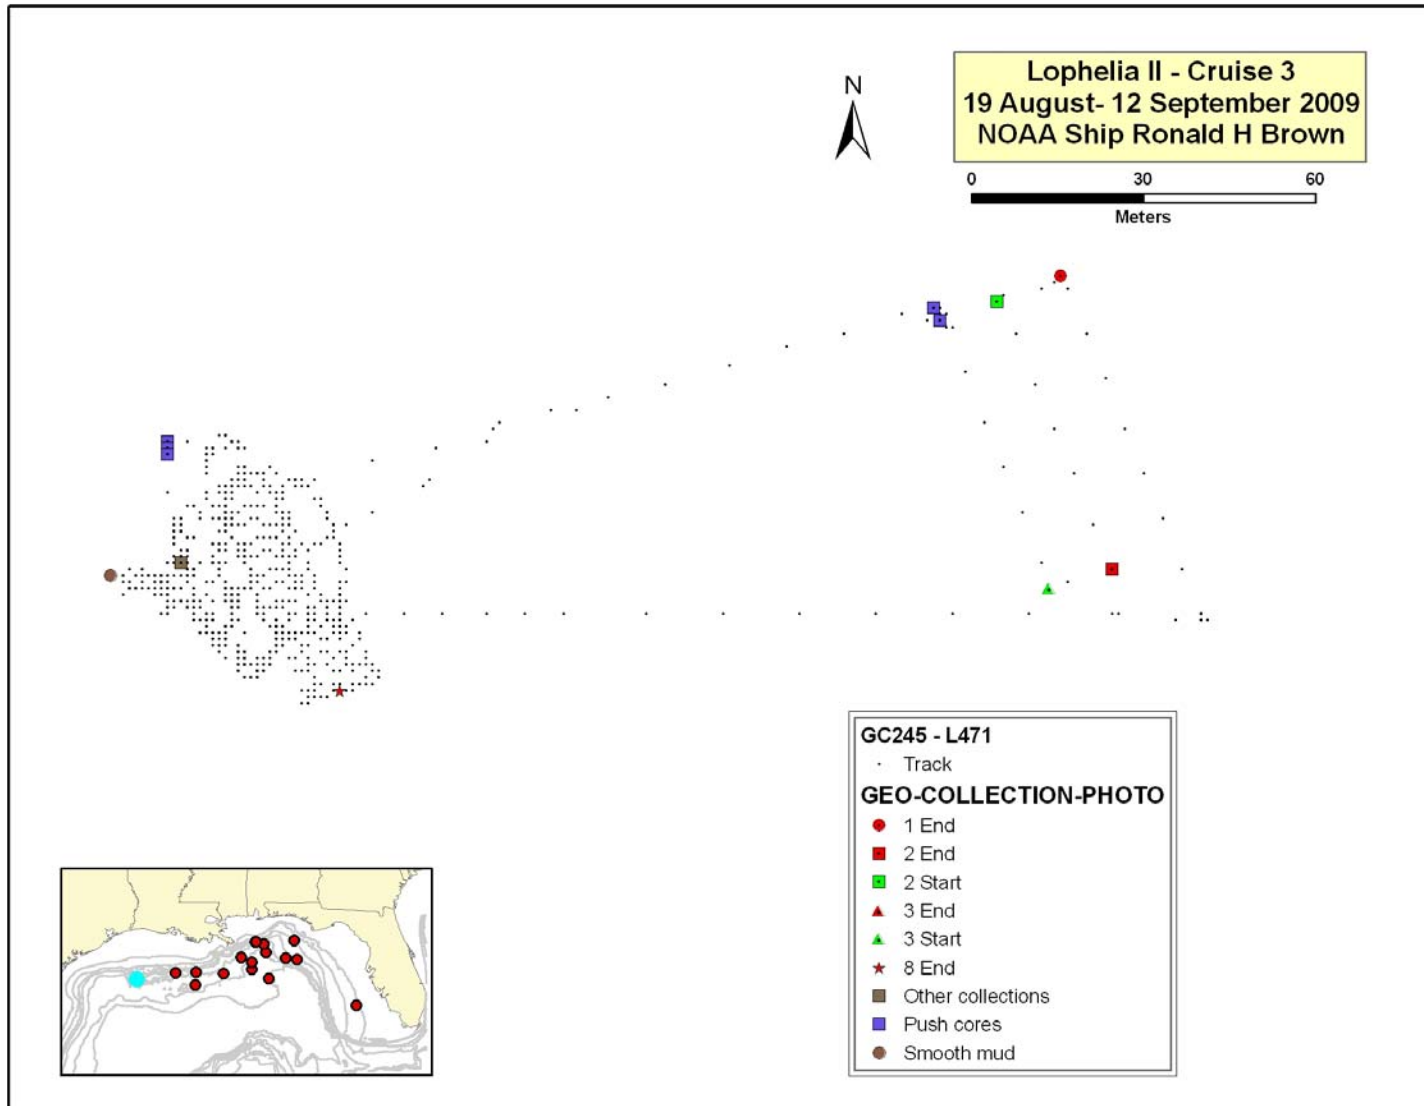 Lophelia II - Cruise 3
19 August- 12 September 2009
NOAA Ship Ronald H Brown
N
0 30 60
Meters
GC245 - L471
Track
GEO-COLLECTION-PHOTO
1 End
2 End
2 Start
3 End
3 Start
8 End
Other collections
Push cores
Smooth mud